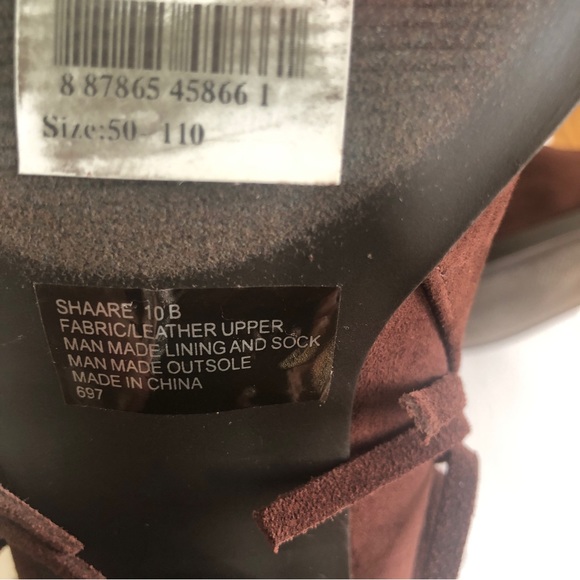 8 87865 45866 1
Size:50- 110
SHAARE 10 B
FABRIC/LEATHER UPPER
MAN MADE LINING AND SOCK
MAN MADE OUTSOLE
MADE IN CHINA
697